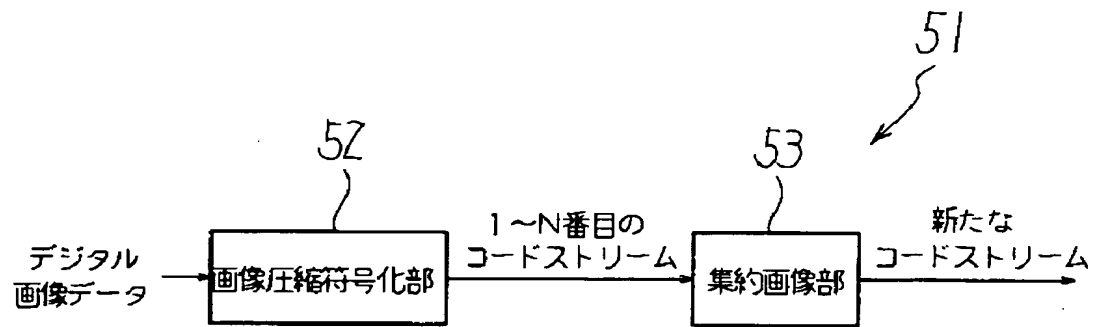 51
52
53
デジタル
画像データ
画像圧縮符号化部
1～N番目の
コードストリーム
集約画像部
新たな
コードストリーム